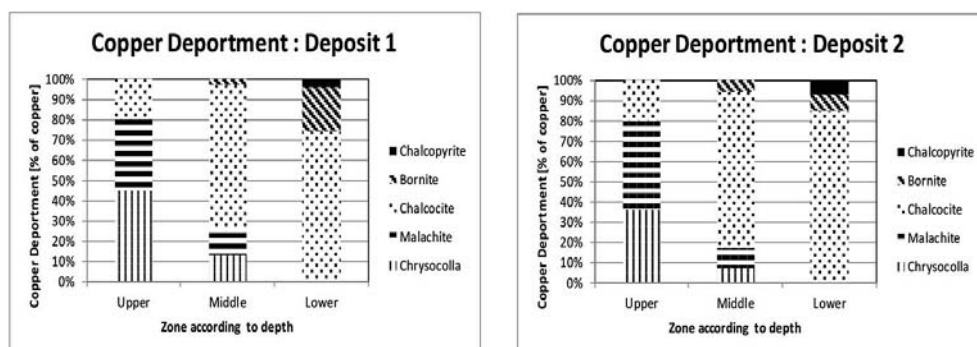 Copper Deportment : Deposit 1
Copper Deportment [% of copper]
100%
90%
80%
70%
60%
50%
40%
30%
20%
10%
0%
Upper
Middle
Lower
Zone according to depth
Chalcopyrite
Bornite
Chalcocite
Malachite
Chrysocolla
Copper Deportment : Deposit 2
Copper Deportment [% of copper]
100%
90%
80%
70%
60%
50%
40%
30%
20%
10%
0%
Upper
Middle
Lower
Zone according to depth
Chalcopyrite
Bornite
Chalcocite
Malachite
Chrysocolla